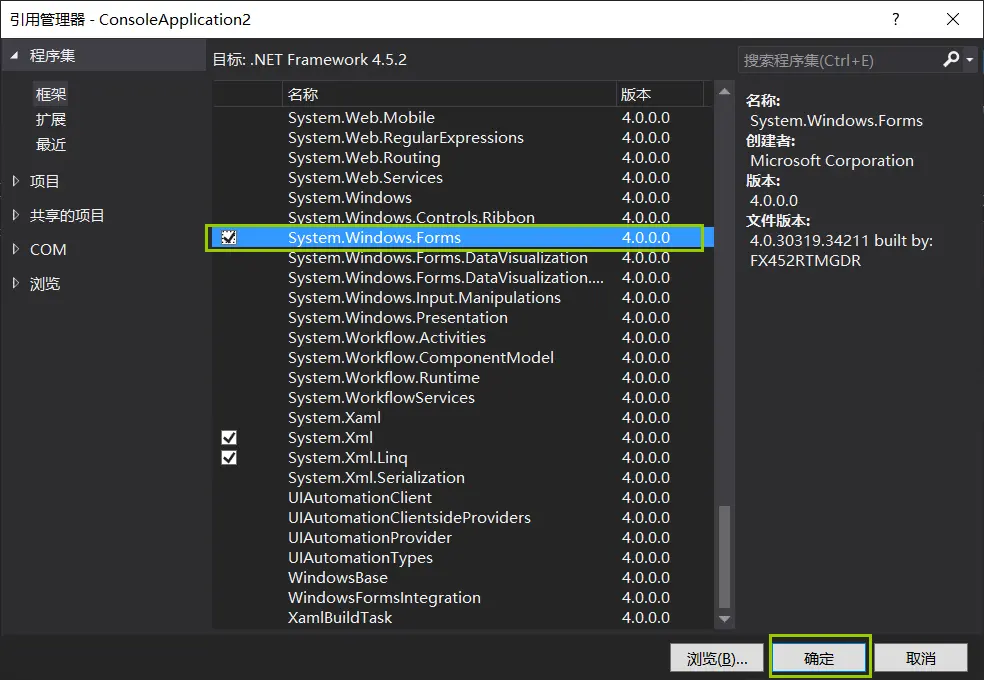 引用管理器 - ConsoleApplication2
?
程序集
框架
扩展
最近
项目
共享的项目
COM
浏览
目标: .NET Framework 4.5.2
搜索程序集(Ctrl+E)
名称 版本
System.Web.Mobile 4.0.0.0
System.Web.RegularExpressions 4.0.0.0
System.Web.Routing 4.0.0.0
System.Web.Services 4.0.0.0
System.Windows 4.0.0.0
System.Windows.Controls.Ribbon 4.0.0.0
System.Windows.Forms 4.0.0.0
System.Windows.Forms.DataVisualization 4.0.0.0
System.Windows.Forms.DataVisualization.... 4.0.0.0
System.Windows.Input.Manipulations 4.0.0.0
System.Windows.Presentation 4.0.0.0
System.Workflow.Activities 4.0.0.0
System.Workflow.ComponentModel 4.0.0.0
System.Workflow.Runtime 4.0.0.0
System.WorkflowServices 4.0.0.0
System.Xaml 4.0.0.0
System.Xml 4.0.0.0
System.Xml.Linq 4.0.0.0
System.Xml.Serialization 4.0.0.0
UIAutomationClient 4.0.0.0
UIAutomationClientsideProviders 4.0.0.0
UIAutomationProvider 4.0.0.0
UIAutomationTypes 4.0.0.0
WindowsBase 4.0.0.0
WindowsFormsIntegration 4.0.0.0
XamlBuildTask 4.0.0.0
名称:
System.Windows.Forms
创建者:
Microsoft Corporation
版本:
4.0.0.0
文件版本:
4.0.30319.34211 built by:
FX452RTMGDR
浏览(B)... 确定 取消